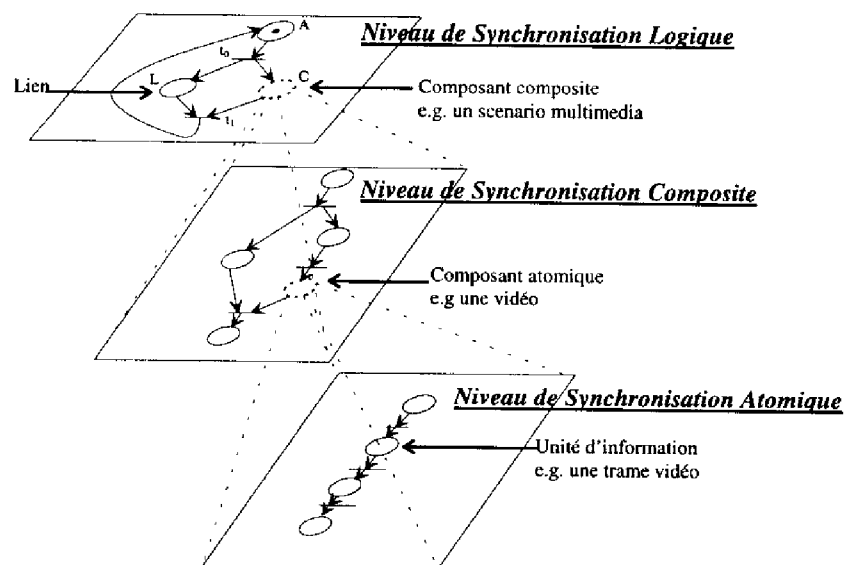 A
Niveau de Synchronisation Logique
t₀
L
C
Lien
Composant composite
e.g. un scenario multimedia
t₁
Niveau de Synchronisation Composite
Composant atomique
e.g une vidéo
Niveau de Synchronisation Atomique
Unité d'information
e.g. une trame vidéo